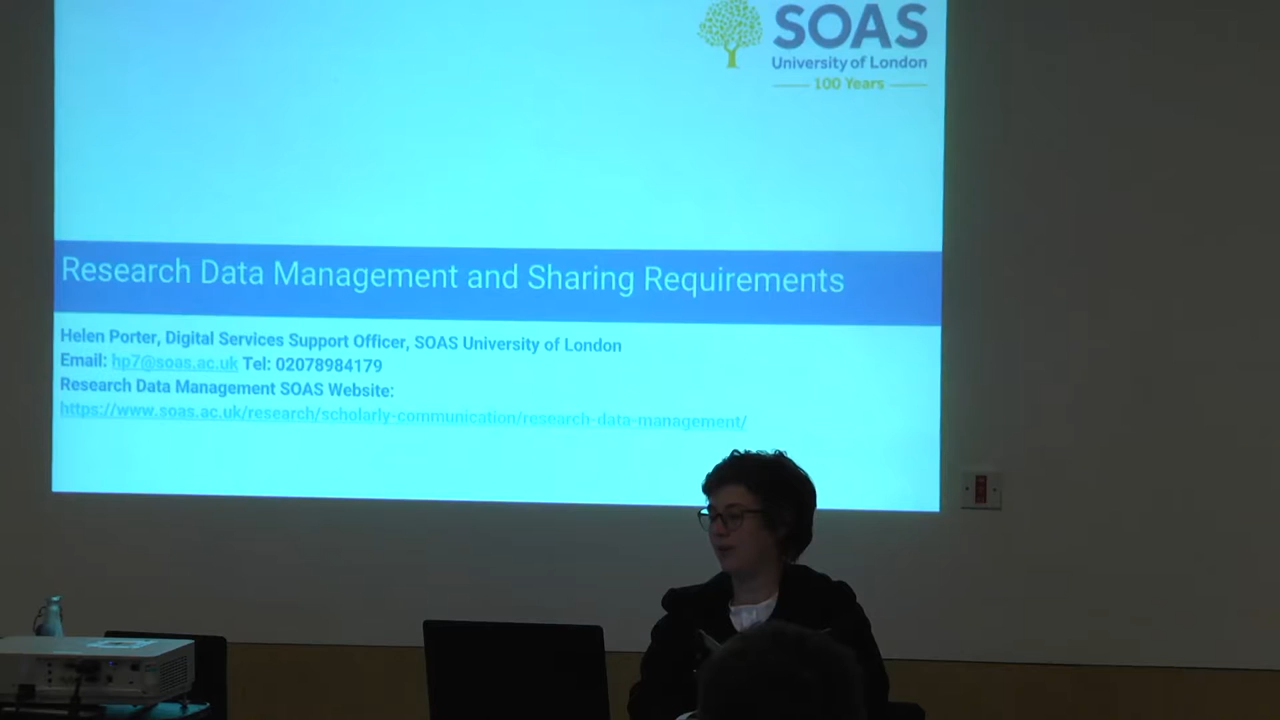 SOAS
University of London
100 Years
Research Data Management and Sharing Requirements
Helen Porter, Digital Services Support Officer, SOAS University of London
Email: hp7@soas.ac.uk Tel: 02078984179
Research Data Management SOAS Website:
https://www.soas.ac.uk/research/scholarly-communication/research-data-management/